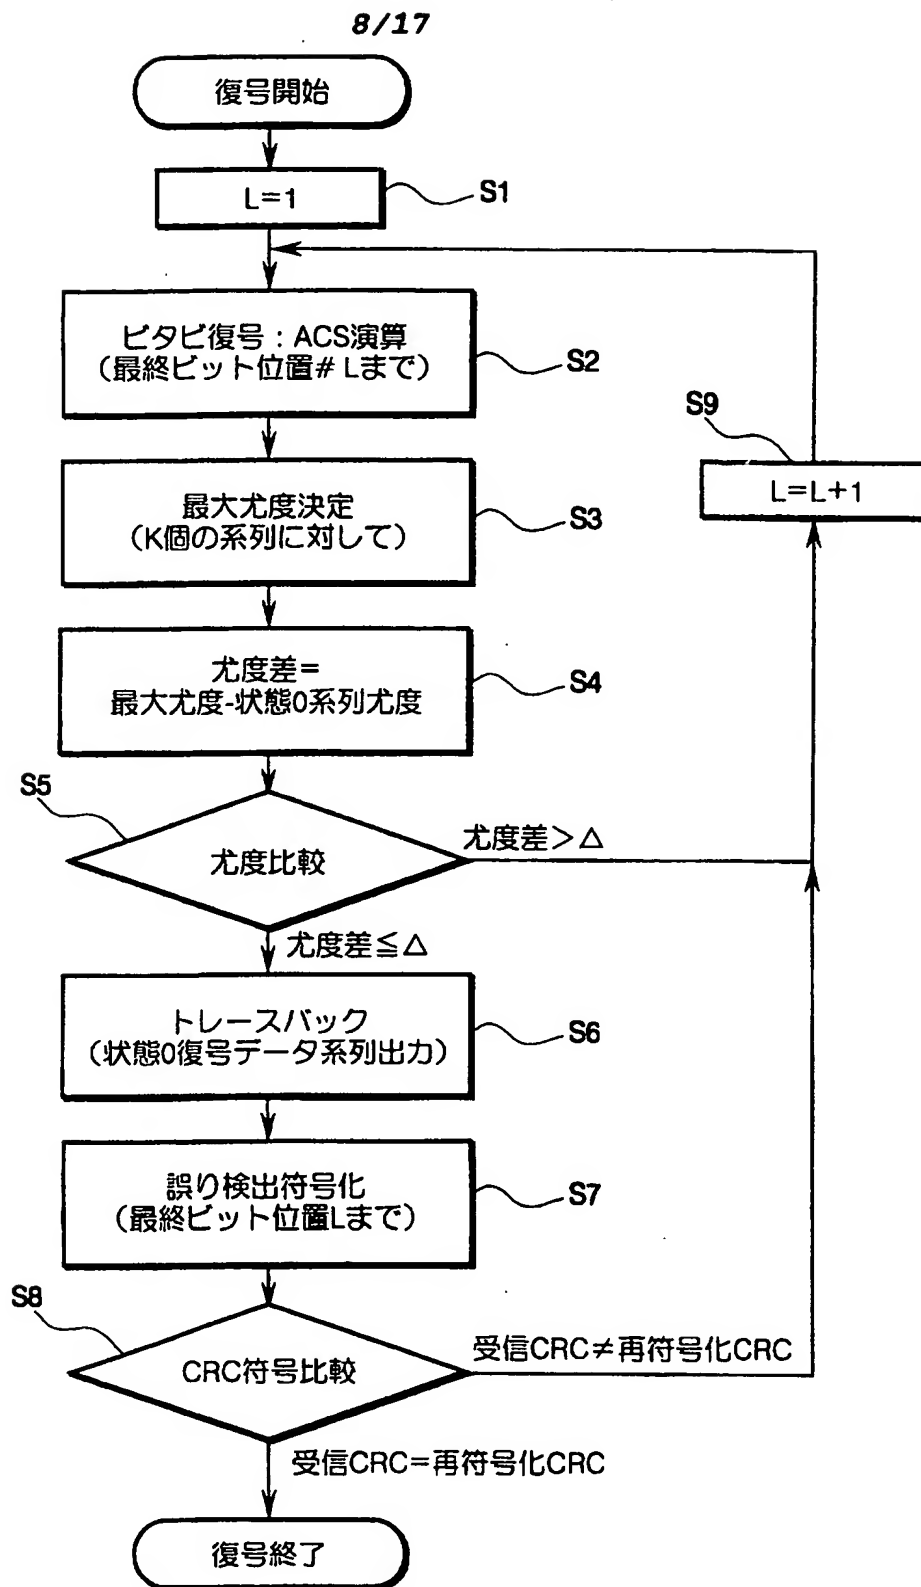 8/17
復号開始
L=1
S1
ビタビ復号:ACS演算
(最終ビット位置# Lまで)
S2
S9
L=L+1
最大尤度決定
(K個の系列に対して)
S3
尤度差=
最大尤度-状態0系列尤度
S4
S5
尤度比較
尤度差>△
尤度差≦△
トレースバック
(状態0復号データ系列出力)
S6
誤り検出符号化
(最終ビット位置Lまで)
S7
S8
CRC符号比較
受信CRC≠再符号化CRC
受信CRC=再符号化CRC
復号終了